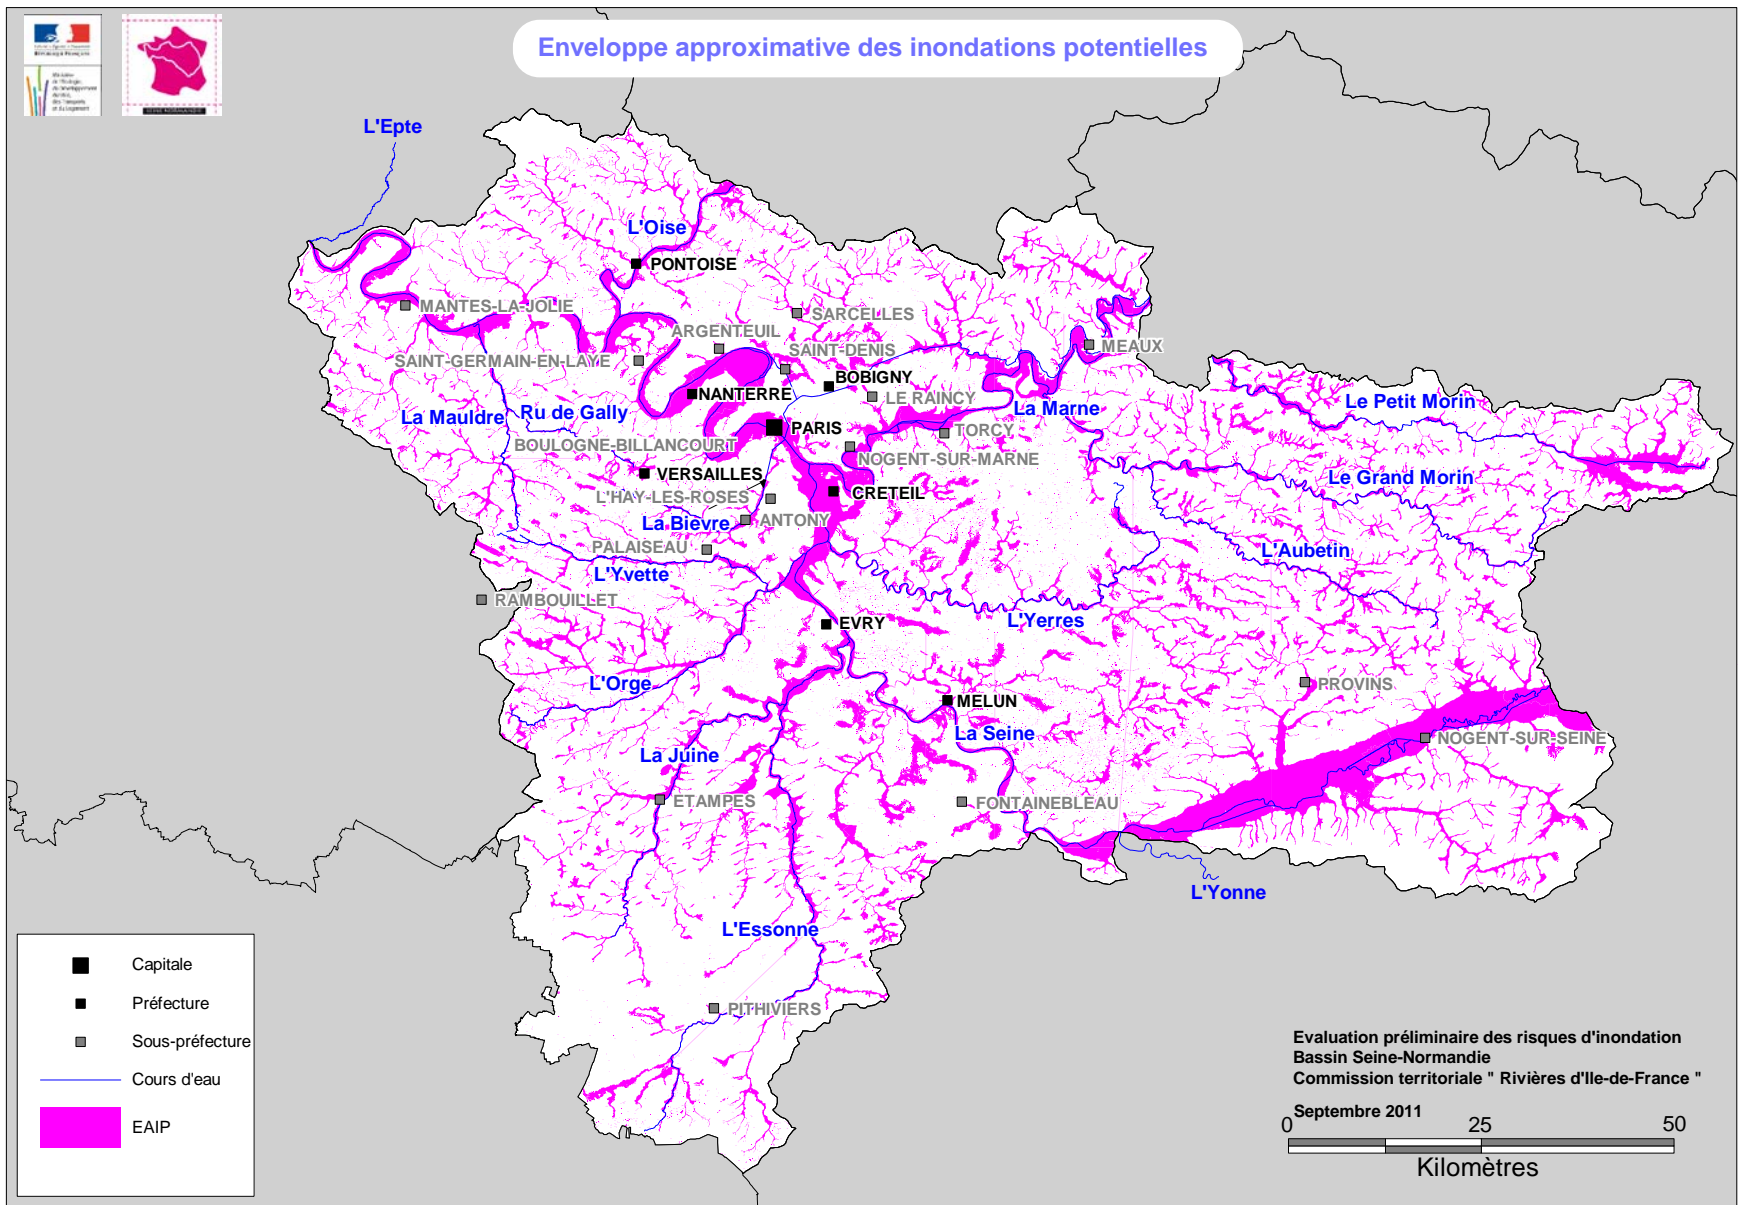 Enveloppe approximative des inondations potentielles
L'Epte
L'Oise
PONTOISE
MANTES-LA-JOLIE
SARCELLES
ARGENTEUIL
SAINT-DENIS
MEAUX
SAINT-GERMAIN-EN-LAYE
BOBIGNY
NANTERRE
LE RAINCY
La Marne
Le Petit Morin
La Mauldre
Ru de Gally
PARIS
TORCY
BOULOGNE-BILLANCOURT
NOGENT-SUR-MARNE
VERSAILLES
Le Grand Morin
L'HAY-LES-ROSES
CRETEIL
La Bievre
ANTONY
PALAISEAU
L'Aubetin
L'Yvette
RAMBOUILLET
L'Yerres
EVRY
L'Orge
PROVINS
MELUN
La Seine
NOGENT-SUR-SEINE
La Juine
ETAMPES
FONTAINEBLEAU
L'Yonne
L'Essonne
PITHIVIERS
Capitale
Préfecture
Sous-préfecture
Cours d'eau
EAIP
Evaluation préliminaire des risques d'inondation
Bassin Seine-Normandie
Commission territoriale " Rivières d'Ile-de-France "
Septembre 2011
0 25 50
Kilomètres